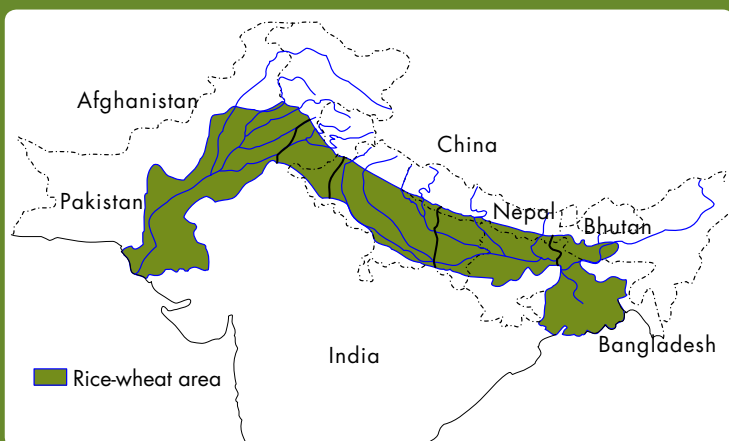 Afghanistan
China
Pakistan
Nepal
Bhutan
India
Bangladesh
Rice-wheat area